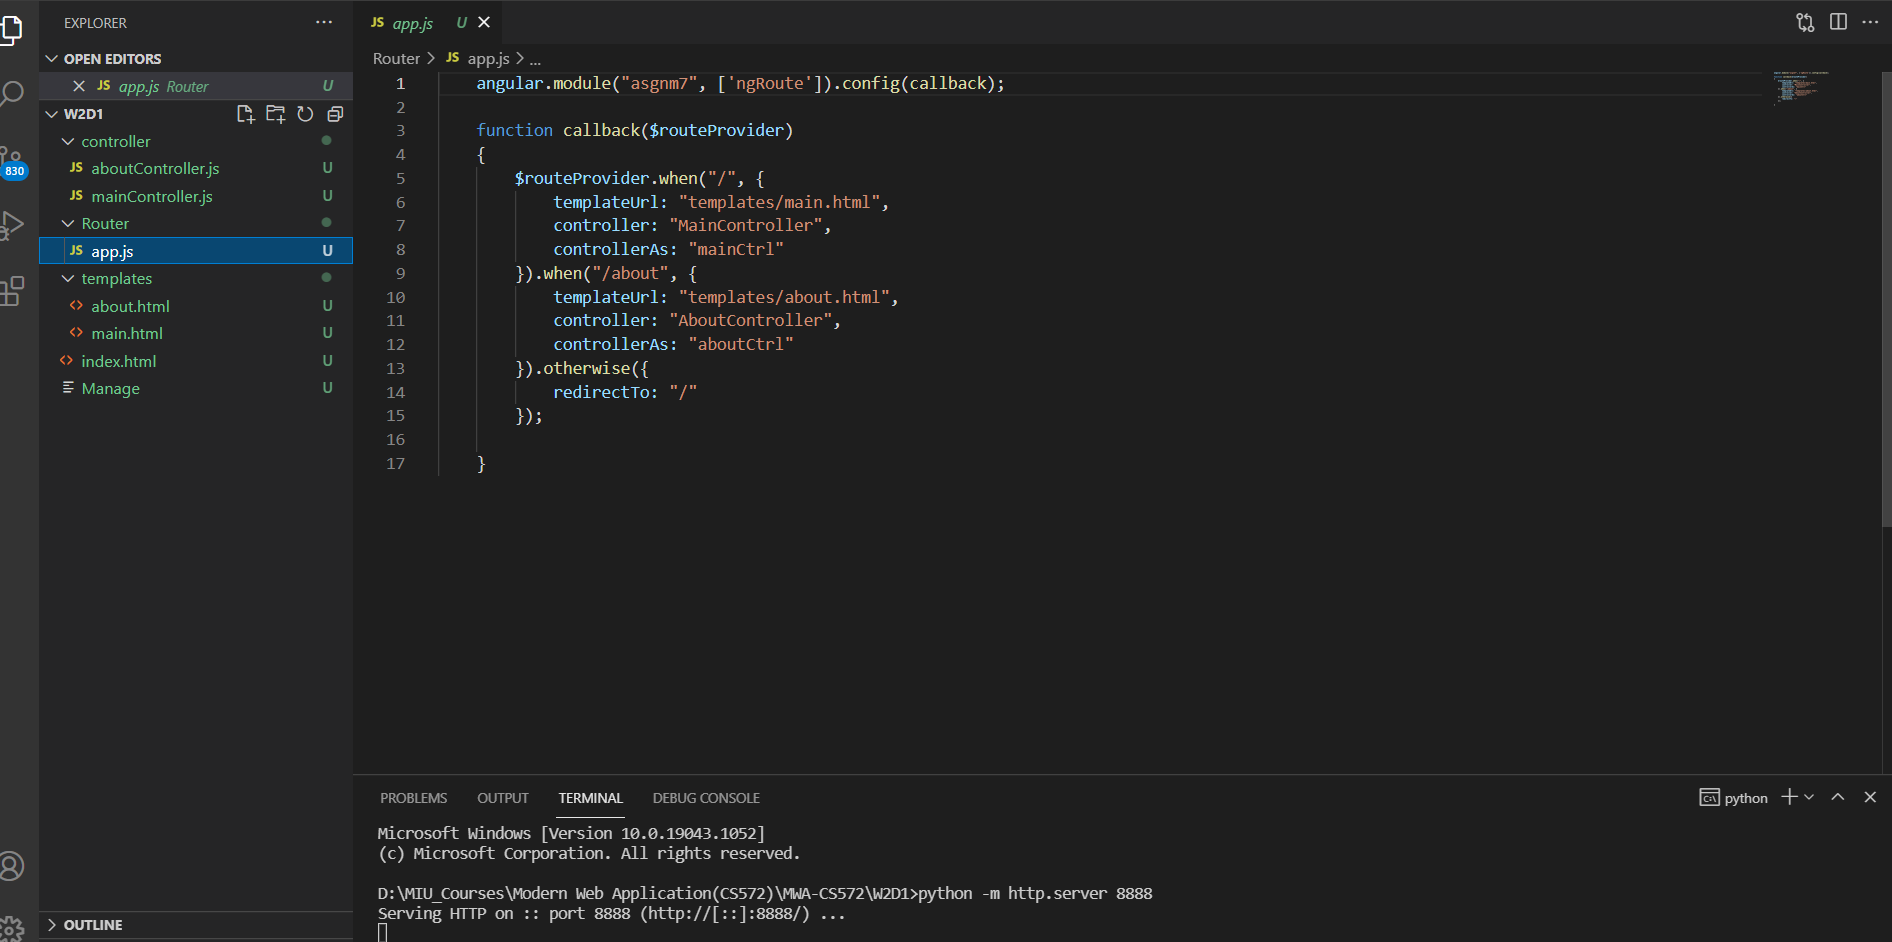 EXPLORER ...
OPEN EDITORS
JS app.js Router U
W2D1
controller
JS aboutController.js U
JS mainController.js U
Router
JS app.js U
templates
<> about.html U
<> main.html U
<> index.html U
Manage U
830
OUTLINE
JS app.js U
Router > JS app.js > ...
1 angular.module("asgnm7", ['ngRoute']).config(callback);
2
3 function callback($routeProvider)
4 {
5 $routeProvider.when("/", {
6 templateUrl: "templates/main.html",
7 controller: "MainController",
8 controllerAs: "mainCtrl"
9 }).when("/about", {
10 templateUrl: "templates/about.html",
11 controller: "AboutController",
12 controllerAs: "aboutCtrl"
13 }).otherwise({
14 redirectTo: "/"
15 });
16
17 }
PROBLEMS OUTPUT TERMINAL DEBUG CONSOLE python
Microsoft Windows [Version 10.0.19043.1052]
(c) Microsoft Corporation. All rights reserved.
D:\MIU_Courses\Modern Web Application(CS572)\MWA-CS572\W2D1>python -m http.server 8888
Serving HTTP on :: port 8888 (http://[::]:8888/) ...